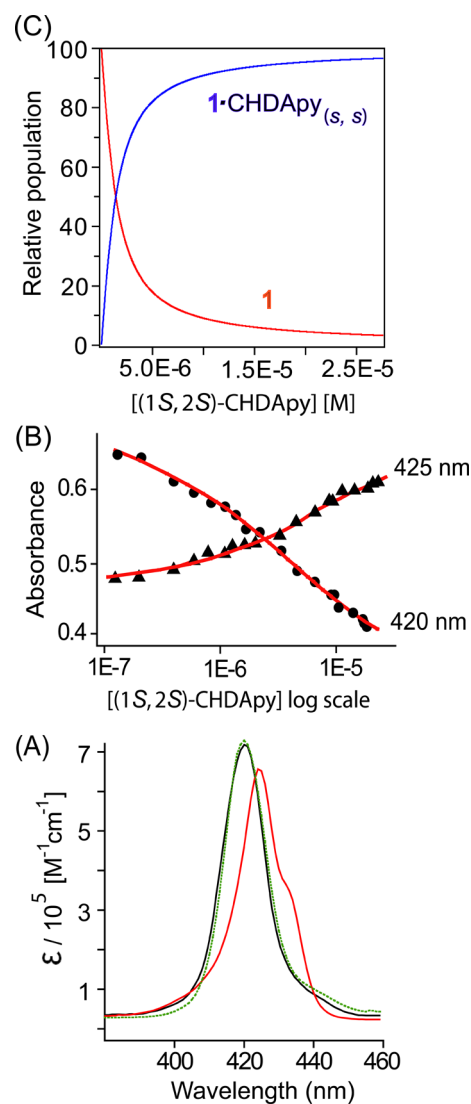 (C)
100
80
60
40
20
0
Relative population
1·CHDApy(s, s)
1
5.0E-6 1.5E-5 2.5E-5
[(1S, 2S)-CHDApy] [M]
(B)
0.6
0.5
0.4
Absorbance
425 nm
420 nm
1E-7 1E-6 1E-5
[(1S, 2S)-CHDApy] log scale
(A)
7
5
3
1
ε / 10⁵ [M⁻¹cm⁻¹]
400 420 440 460
Wavelength (nm)